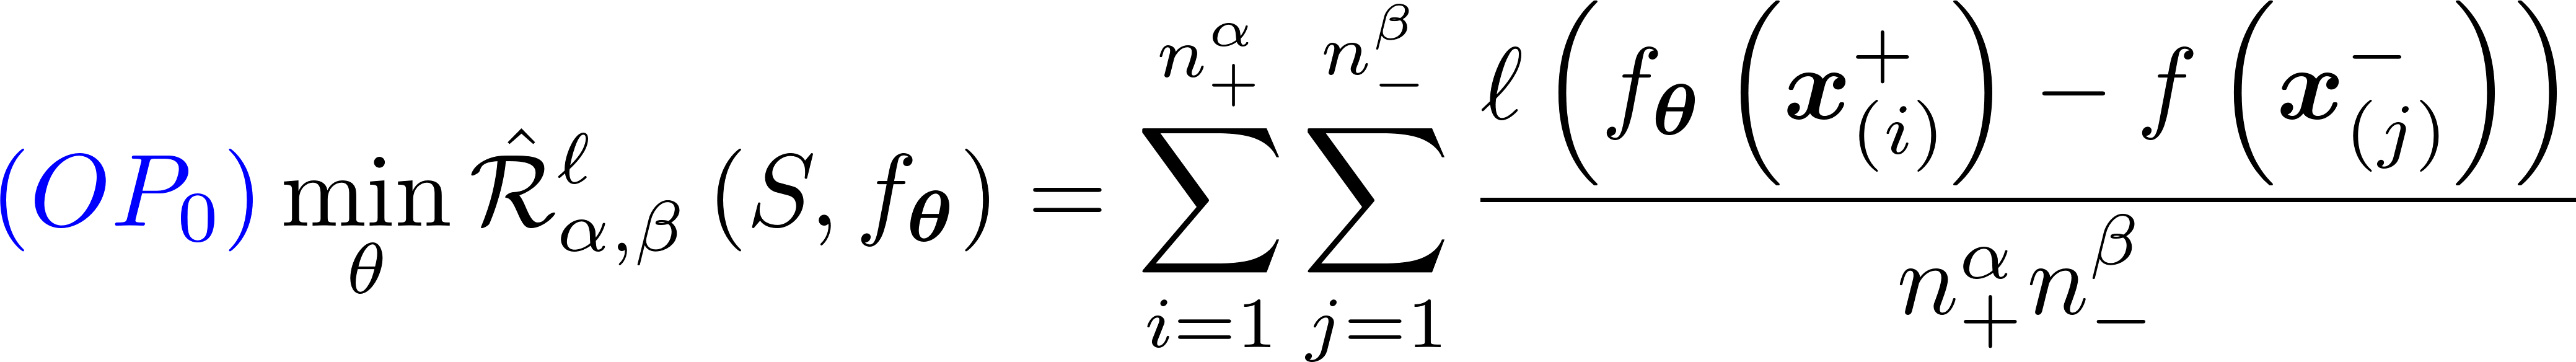 (OP_0) \min_{\theta} \hat{\mathcal{R}}^{\ell}_{\alpha,\beta} (S, f_{\boldsymbol{\theta}}) = \sum_{i=1}^{n_+^{\alpha}} \sum_{j=1}^{n_-^{\beta}} \frac{\ell \left( f_{\boldsymbol{\theta}} \left( \boldsymbol{x}^{+}_{(i)} \right) - f \left( \boldsymbol{x}^{-}_{(j)} \right) \right)}{n_+^{\alpha} n_-^{\beta}}